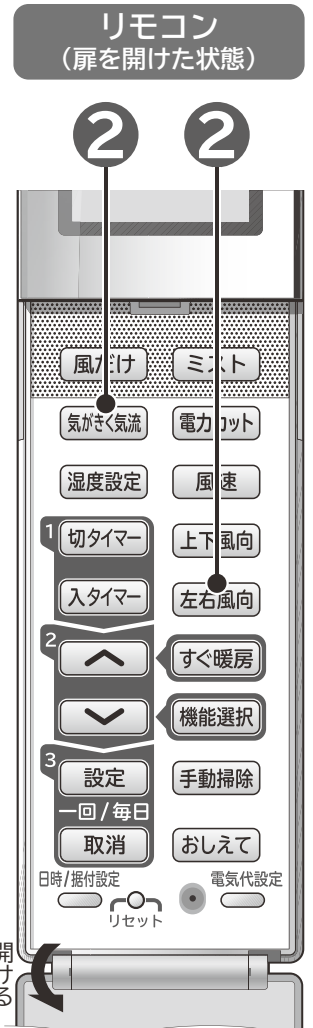 リモコン
(扉を開けた状態)
2 2
風だけ ミスト
気がきく気流 電力カット
湿度設定 風速
1 切タイマー 上下風向
入タイマー 左右風向
2 すぐ暖房
機能選択
3 設定 手動掃除
一回/毎日
取消 おしえて
日時/据付設定 電気代設定
リセット
開ける